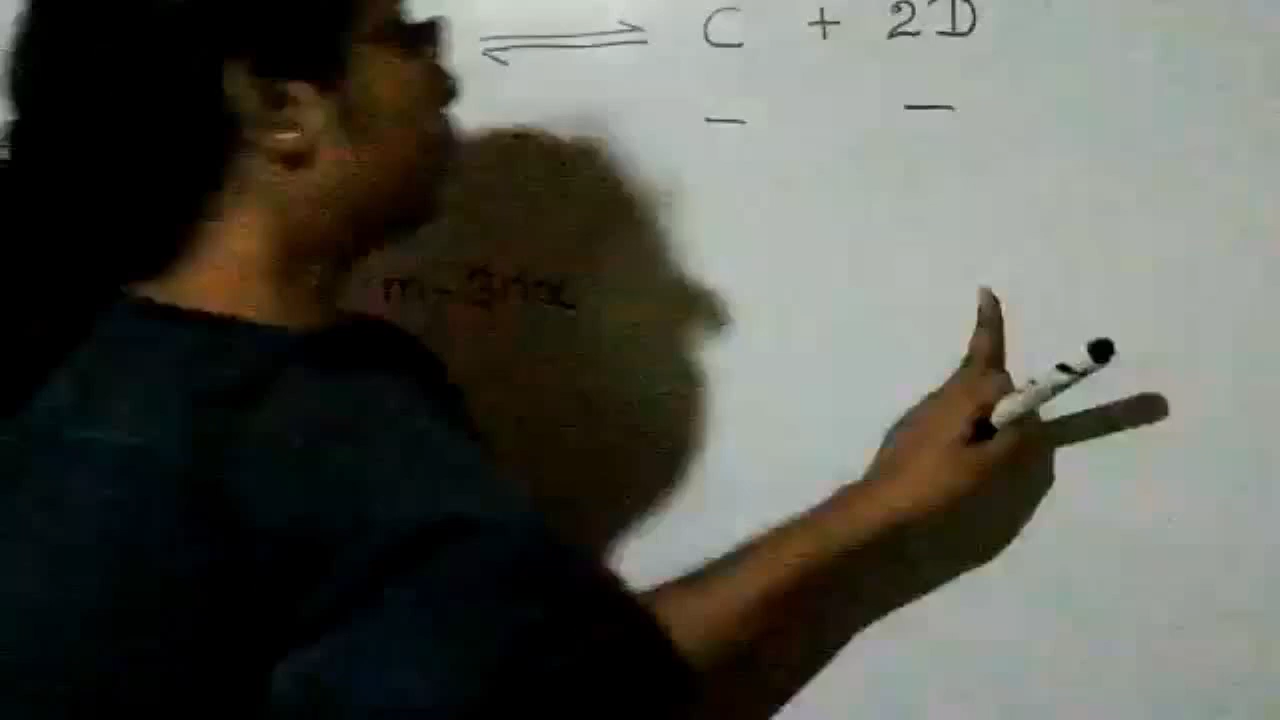 ⇌ C + 2D
— —
m - 3nx